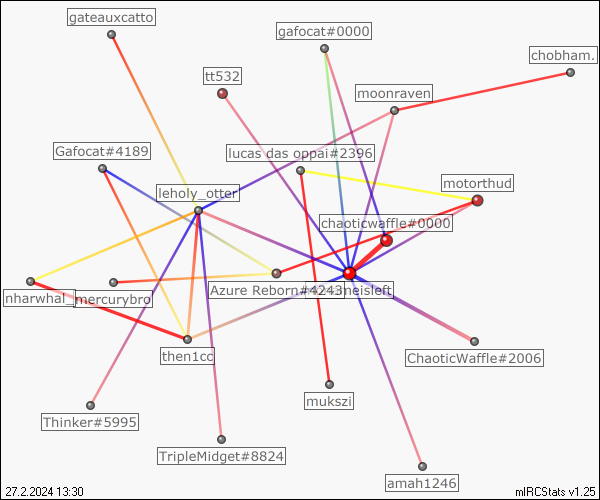 gateauxcatto
gafocat#0000
chobham.
tt532
moonraven
Gafocat#4189
lucas das oppai#2396
motorthud
leholy_otter
chaoticwaffle#0000
Azure Reborn#4243
neisleft
nharwhal_
mercurybro
then1cc
ChaoticWaffle#2006
mukszi
Thinker#5995
TripleMidget#8824
amah1246
27.2.2024 13:30
mIRCStats v1.25